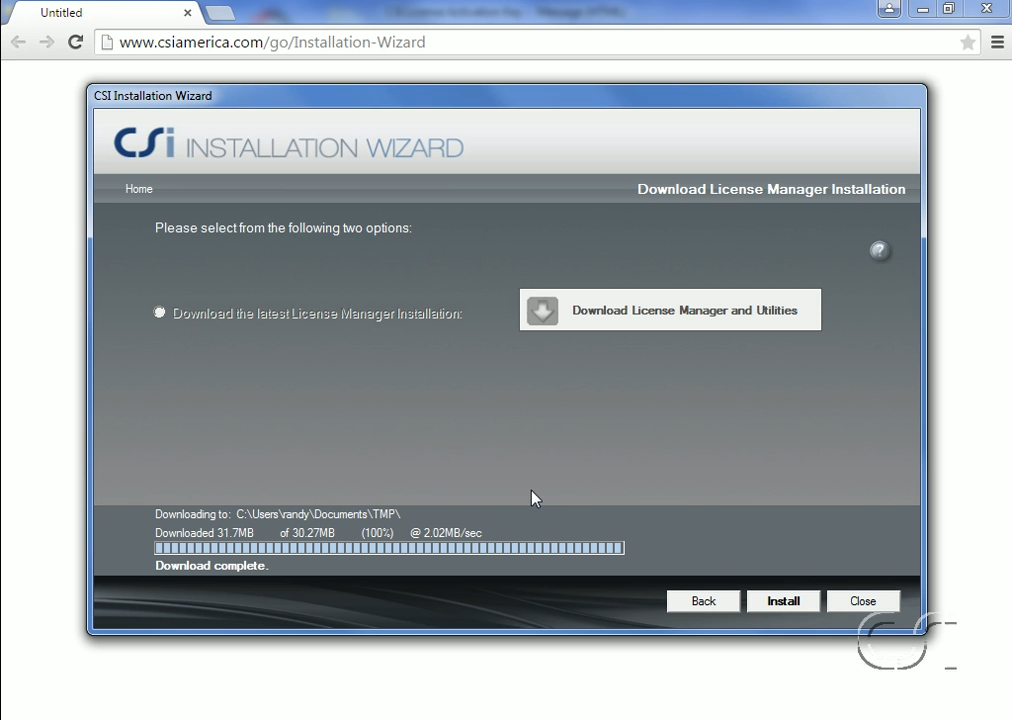 Untitled
www.csiamerica.com/go/Installation-Wizard
CSI Installation Wizard
CSi INSTALLATION WIZARD
Home
Download License Manager Installation
Please select from the following two options:
?
Download the latest License Manager Installation:
Download License Manager and Utilities
Downloading to: C:\Users\randy\Documents\TMP\
Downloaded 31.7MB of 30.27MB (100%) @ 2.02MB/sec
Download complete.
Back
Install
Close
CSi